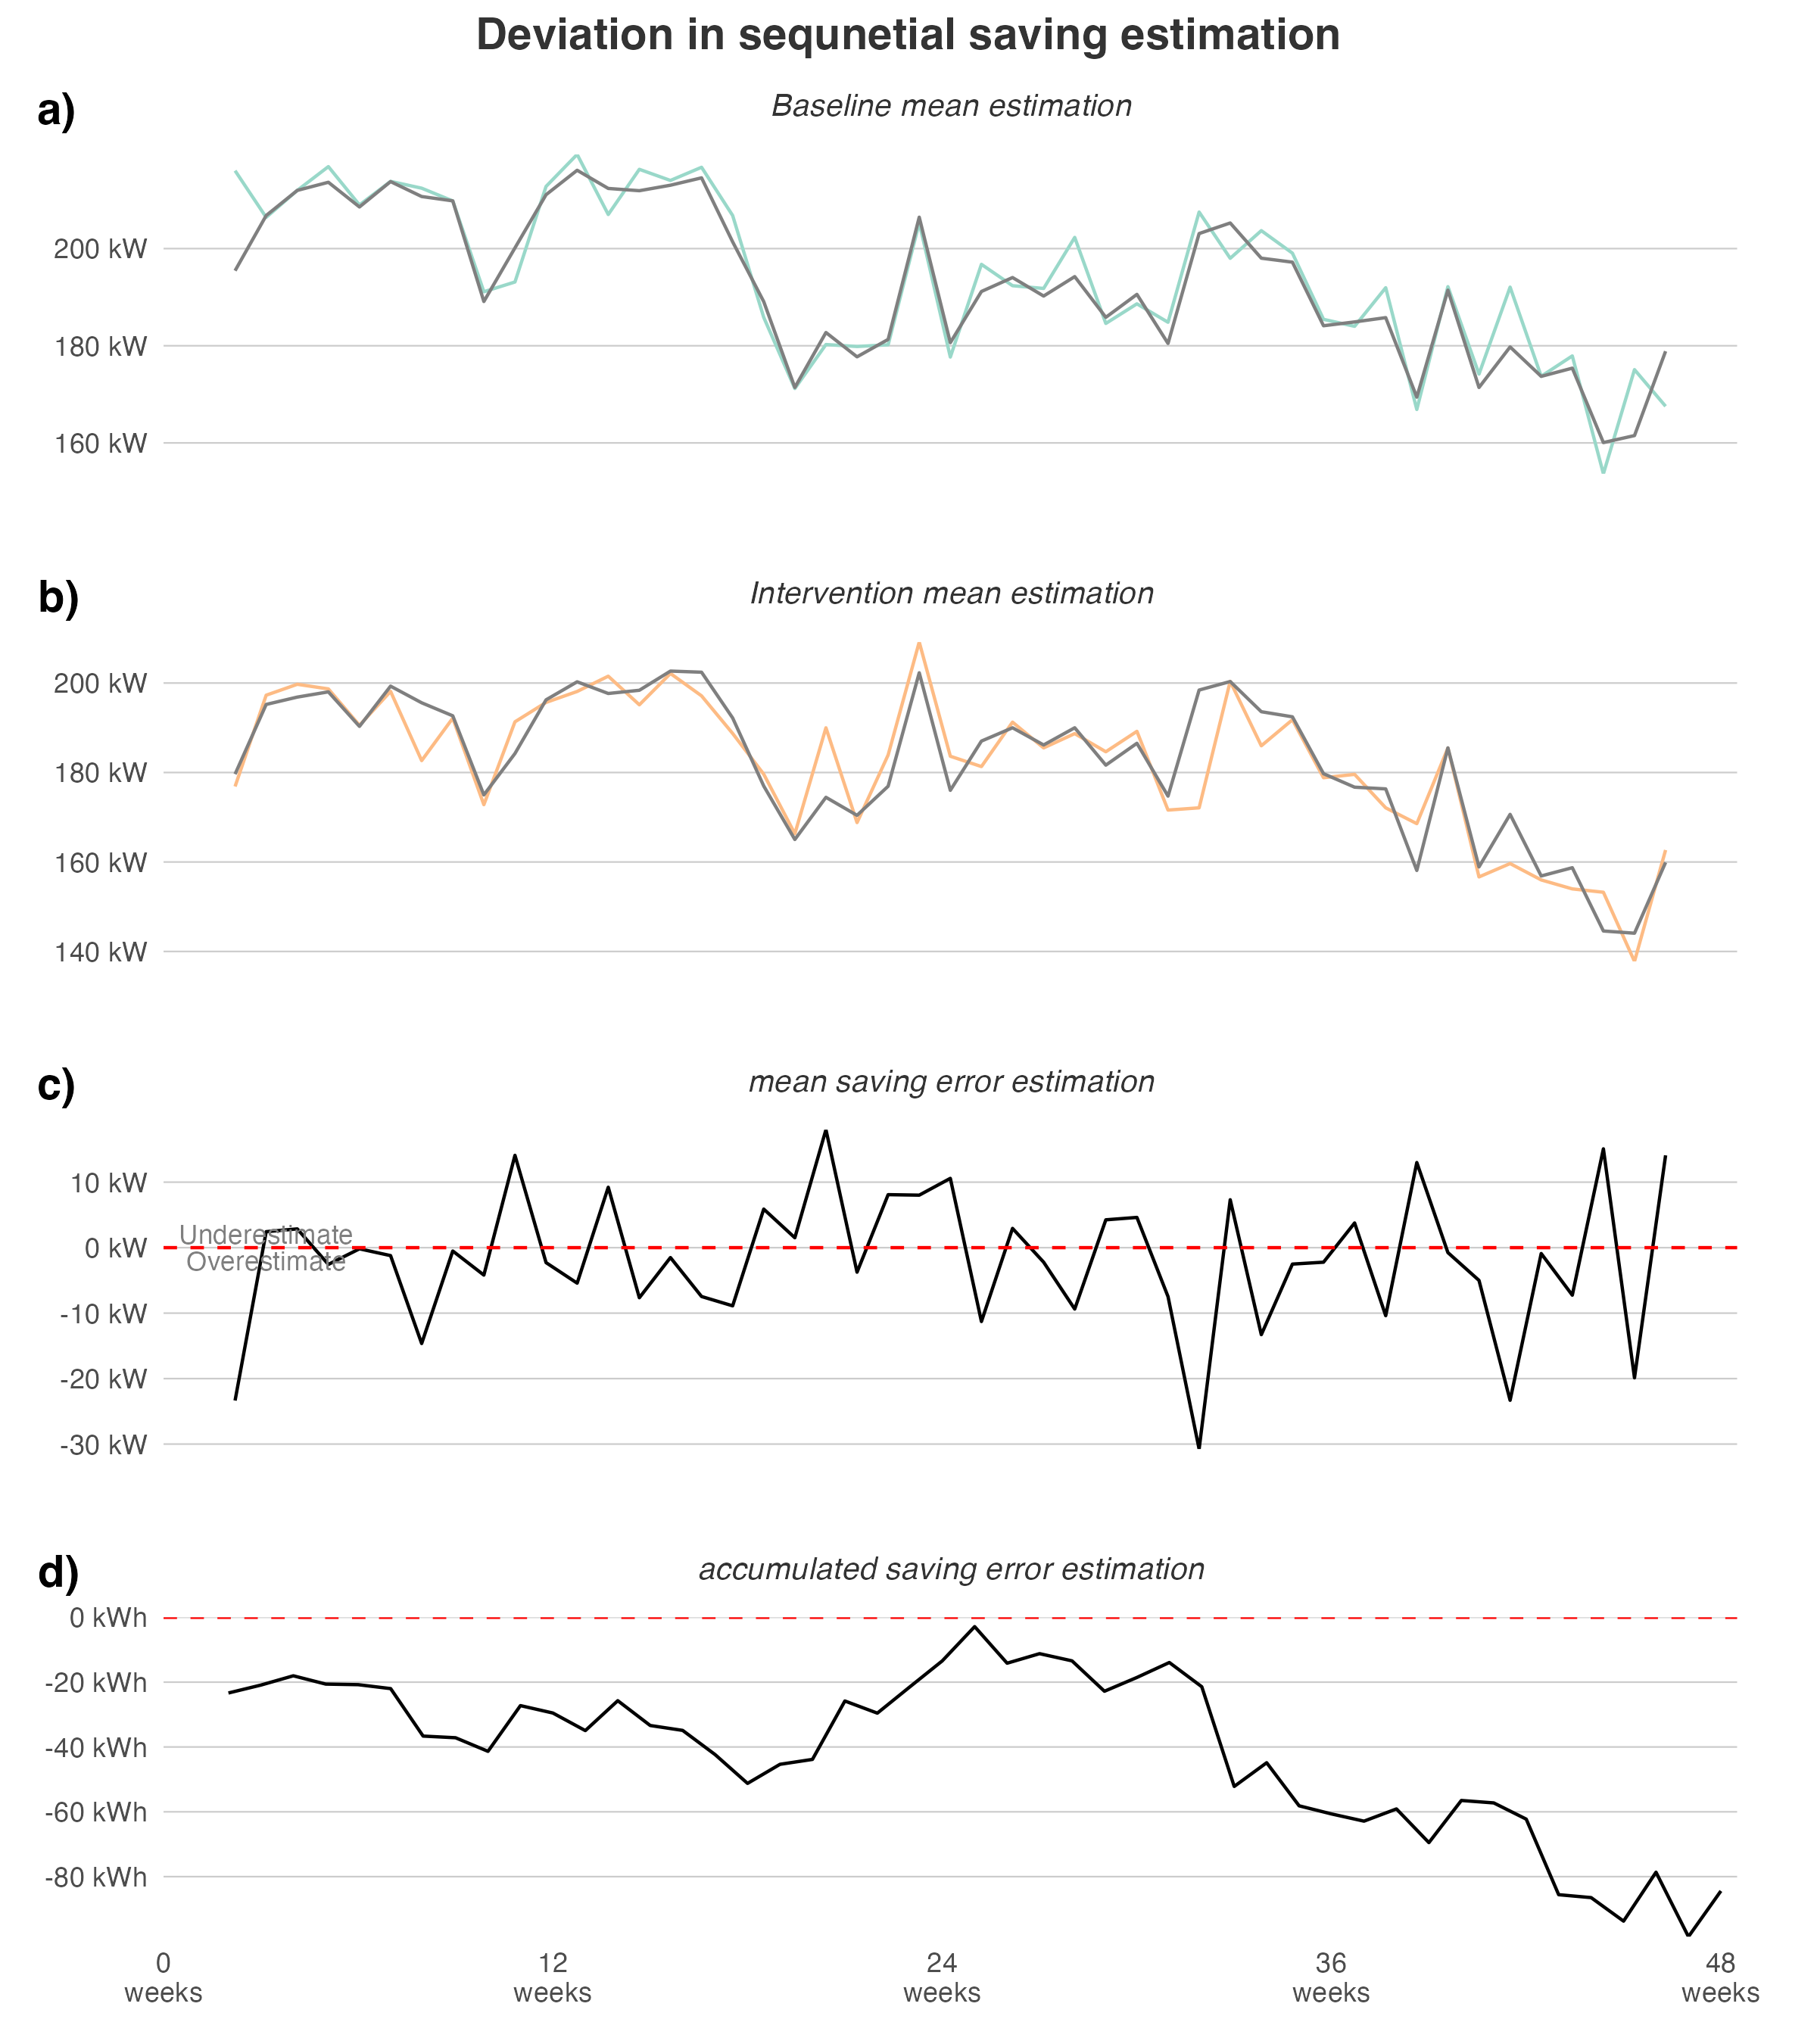 Deviation in sequnetial saving estimation
a)
Baseline mean estimation
200 kW
180 kW
160 kW
b)
Intervention mean estimation
200 kW
180 kW
160 kW
140 kW
c)
mean saving error estimation
10 kW
Underestimate
0 kW
Overestimate
-10 kW
-20 kW
-30 kW
d)
accumulated saving error estimation
0 kWh
-20 kWh
-40 kWh
-60 kWh
-80 kWh
0 12 24 36 48
weeks weeks weeks weeks weeks